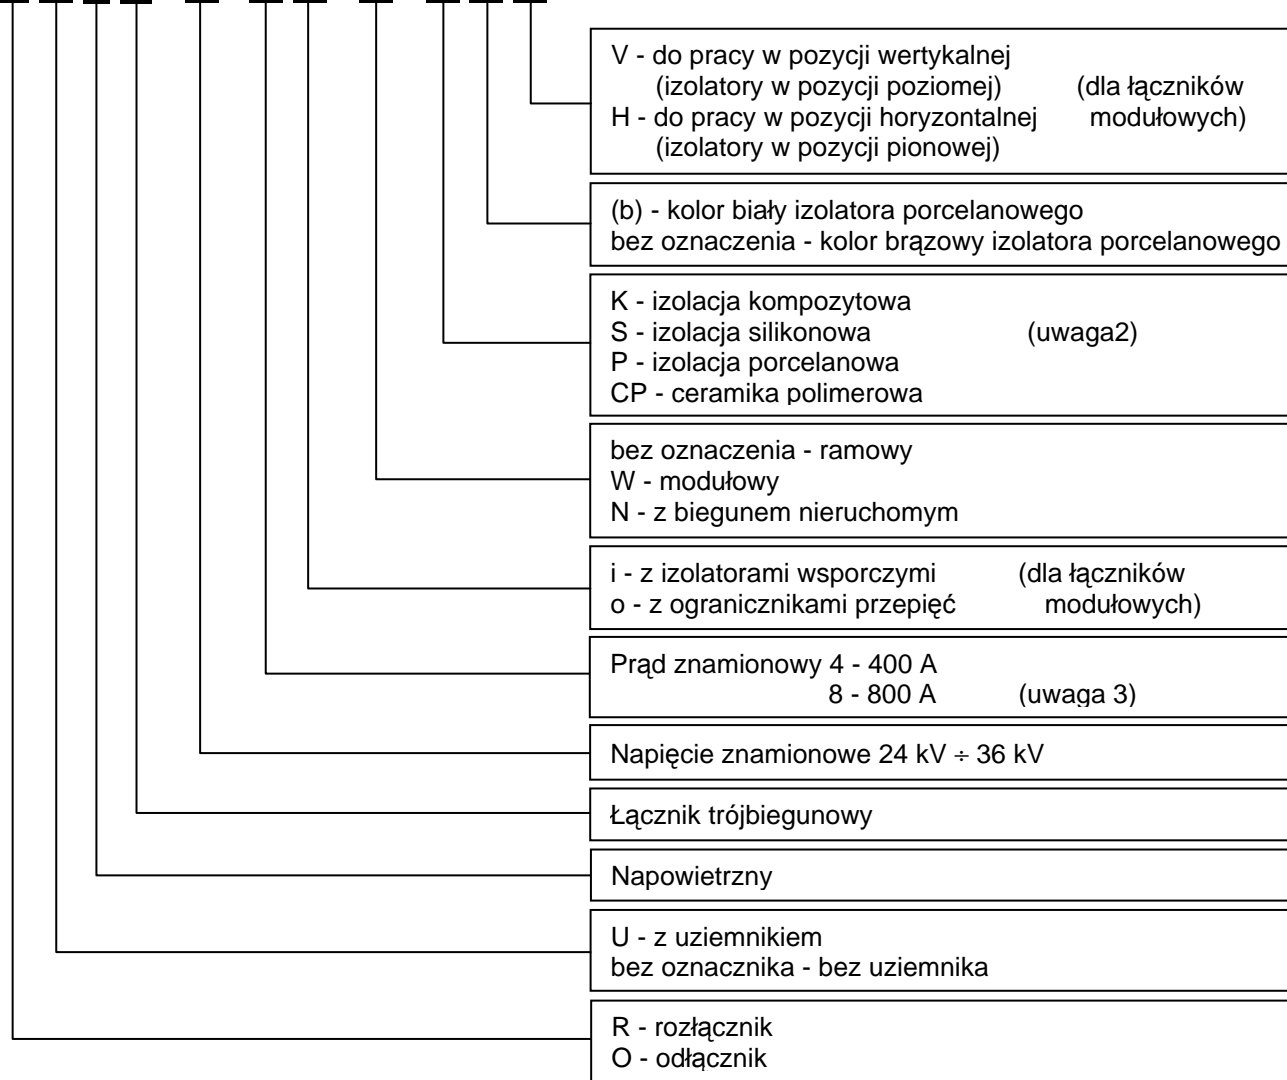 V - do pracy w pozycji wertykalnej
(izolatory w pozycji poziomej) (dla łączników
H - do pracy w pozycji horyzontalnej modułowych)
(izolatory w pozycji pionowej)
(b) - kolor biały izolatora porcelanowego
bez oznaczenia - kolor brązowy izolatora porcelanowego
K - izolacja kompozytowa
S - izolacja silikonowa (uwaga2)
P - izolacja porcelanowa
CP - ceramika polimerowa
bez oznaczenia - ramowy
W - modułowy
N - z biegunem nieruchomym
i - z izolatorami wsporczymi (dla łączników
o - z ogranicznikami przepięć modułowych)
Prąd znamionowy 4 - 400 A
8 - 800 A (uwaga 3)
Napięcie znamionowe 24 kV ÷ 36 kV
Łącznik trójbiegunowy
Napowietrzny
U - z uziemnikiem
bez oznacznika - bez uziemnika
R - rozłącznik
O - odłącznik